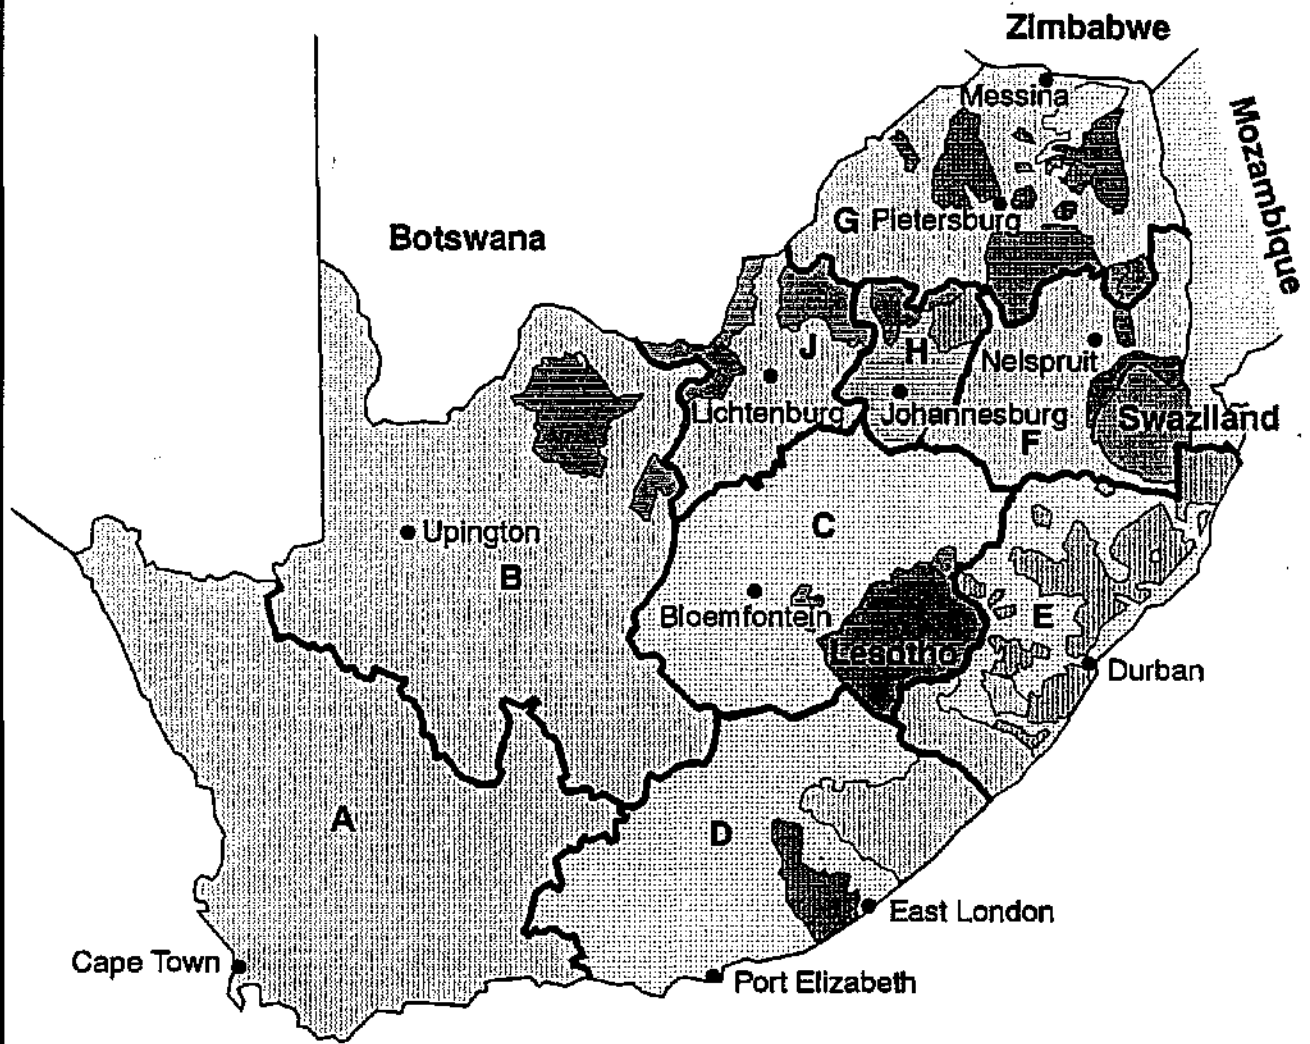 Zimbabwe
Messina
Mozambique
G Pietersburg
Botswana
J
H
Nelspruit
Lichtenburg
Johannesburg
Swaziland
F
C
Upington
B
Bloemfontein
E
Lesotho
Durban
A
D
East London
Cape Town
Port Elizabeth